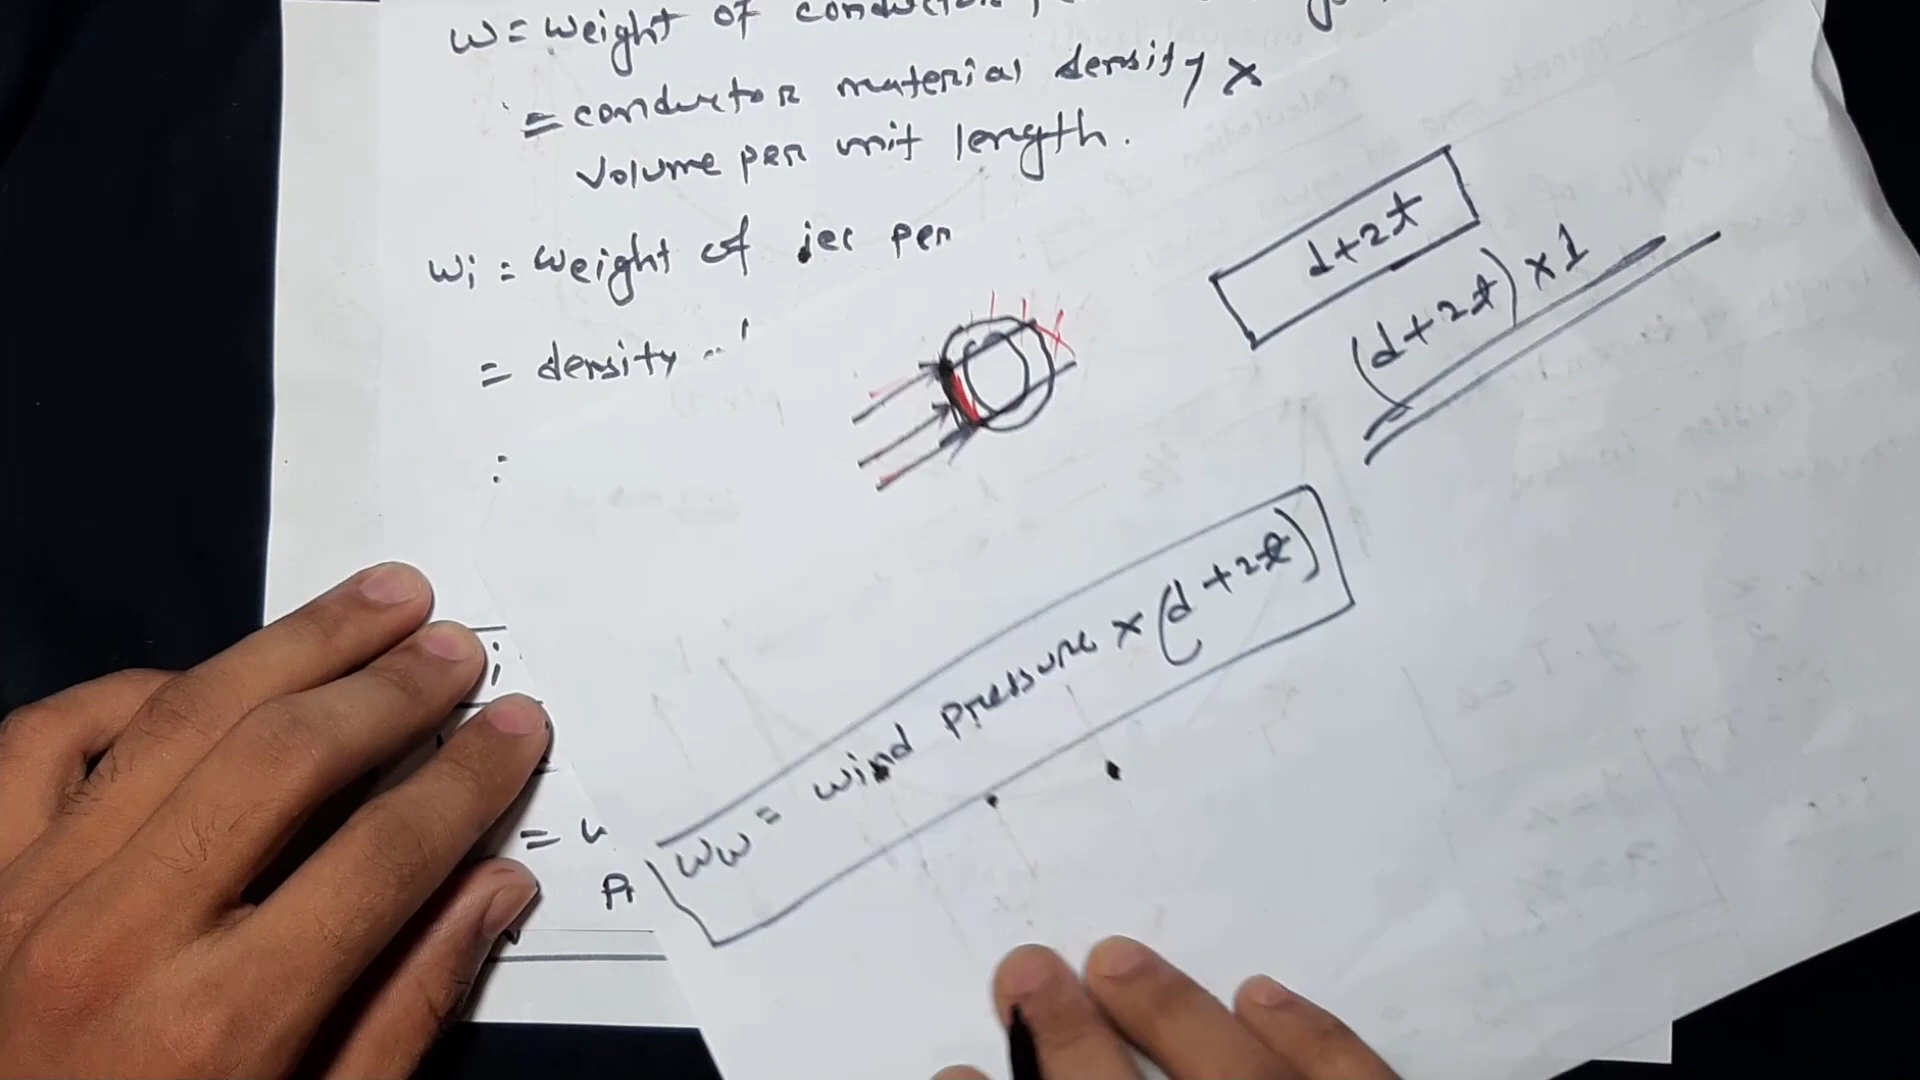 w = weight of conductor
= conductor material density ×
volume per unit length.
wi = weight of ice per
= density
d+2t
(d+2t) × 1
ww = wind pressure × (d+2t)